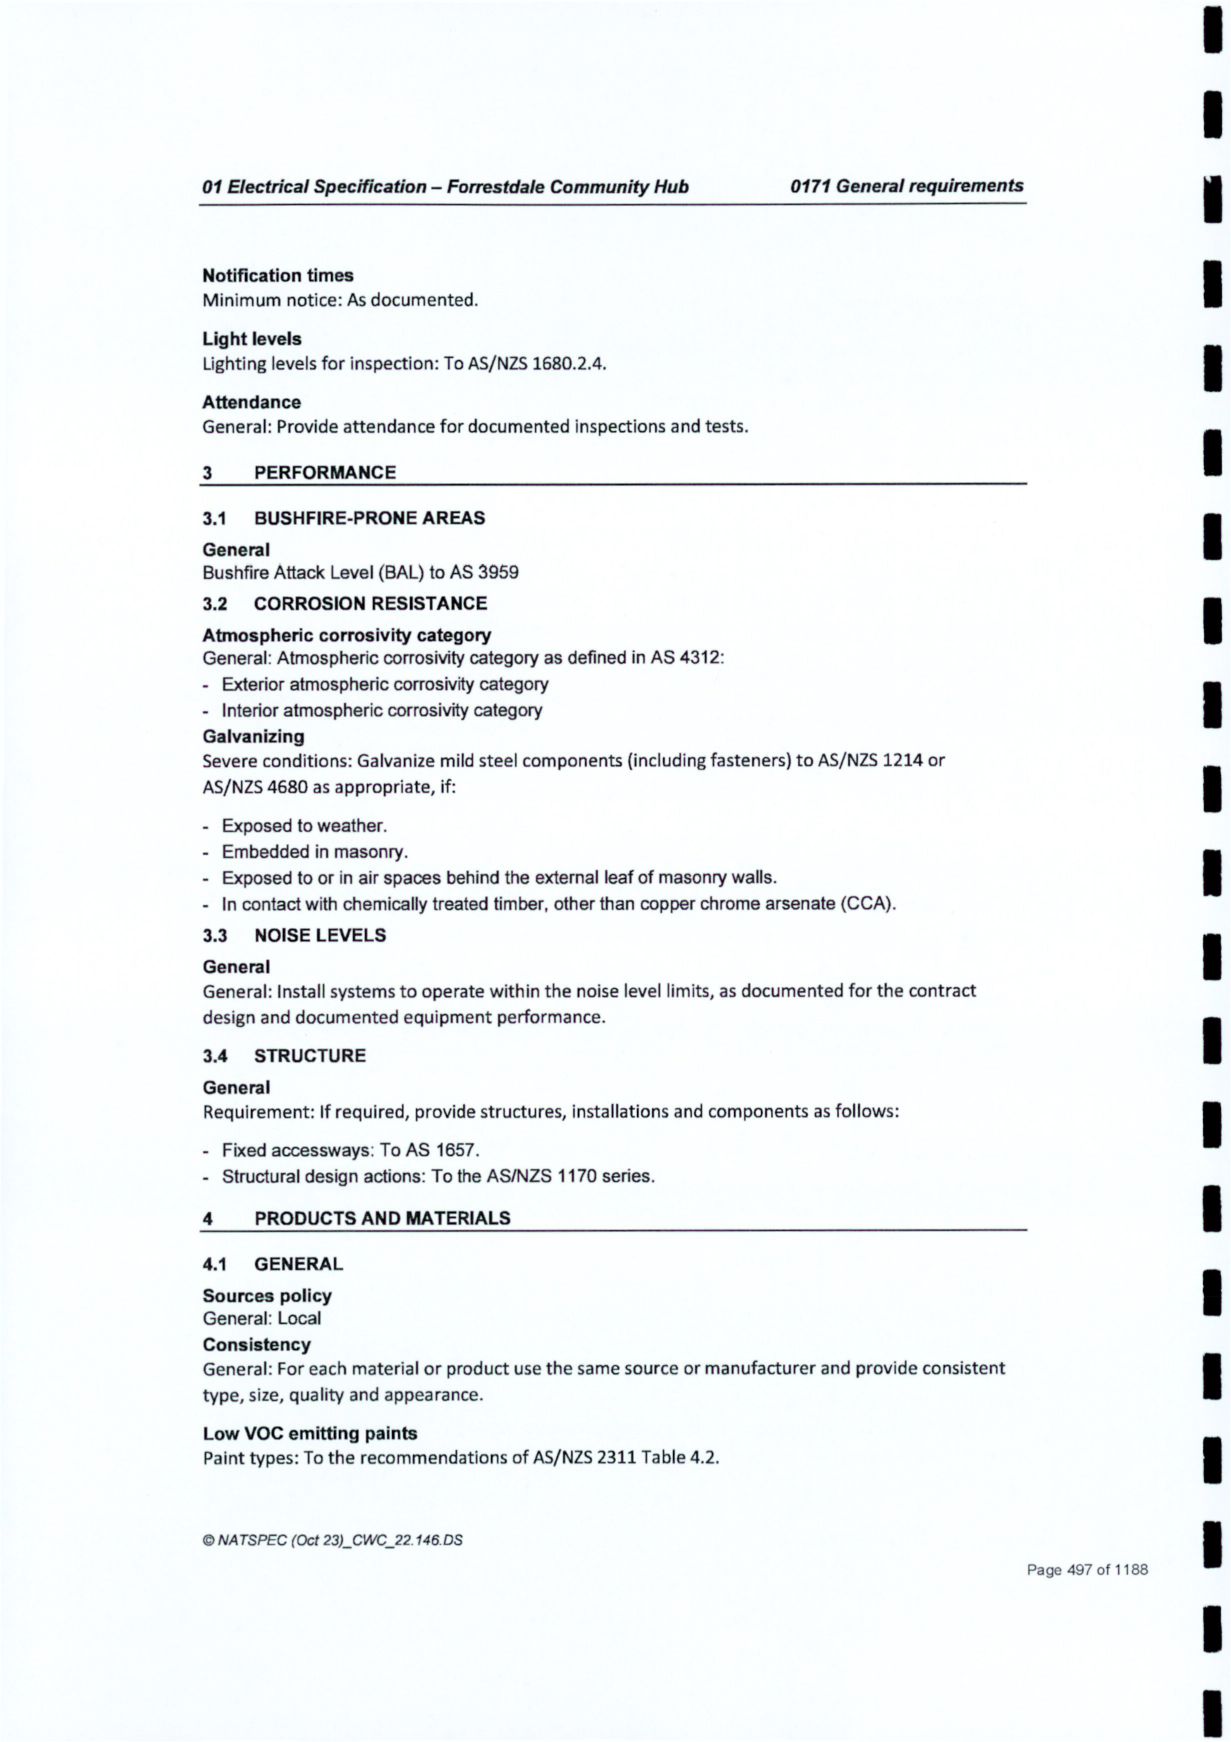 01 Electrical Specification – Forrestdale Community Hub 0171 General requirements
Notification times
Minimum notice: As documented.
Light levels
Lighting levels for inspection: To AS/NZS 1680.2.4.
Attendance
General: Provide attendance for documented inspections and tests.
3 PERFORMANCE
3.1 BUSHFIRE-PRONE AREAS
General
Bushfire Attack Level (BAL) to AS 3959
3.2 CORROSION RESISTANCE
Atmospheric corrosivity category
General: Atmospheric corrosivity category as defined in AS 4312:
- Exterior atmospheric corrosivity category
- Interior atmospheric corrosivity category
Galvanizing
Severe conditions: Galvanize mild steel components (including fasteners) to AS/NZS 1214 or
AS/NZS 4680 as appropriate, if:
- Exposed to weather.
- Embedded in masonry.
- Exposed to or in air spaces behind the external leaf of masonry walls.
- In contact with chemically treated timber, other than copper chrome arsenate (CCA).
3.3 NOISE LEVELS
General
General: Install systems to operate within the noise level limits, as documented for the contract
design and documented equipment performance.
3.4 STRUCTURE
General
Requirement: If required, provide structures, installations and components as follows:
- Fixed accessways: To AS 1657.
- Structural design actions: To the AS/NZS 1170 series.
4 PRODUCTS AND MATERIALS
4.1 GENERAL
Sources policy
General: Local
Consistency
General: For each material or product use the same source or manufacturer and provide consistent
type, size, quality and appearance.
Low VOC emitting paints
Paint types: To the recommendations of AS/NZS 2311 Table 4.2.
© NATSPEC (Oct 23)_CWC_22.146.DS
Page 497 of 1188